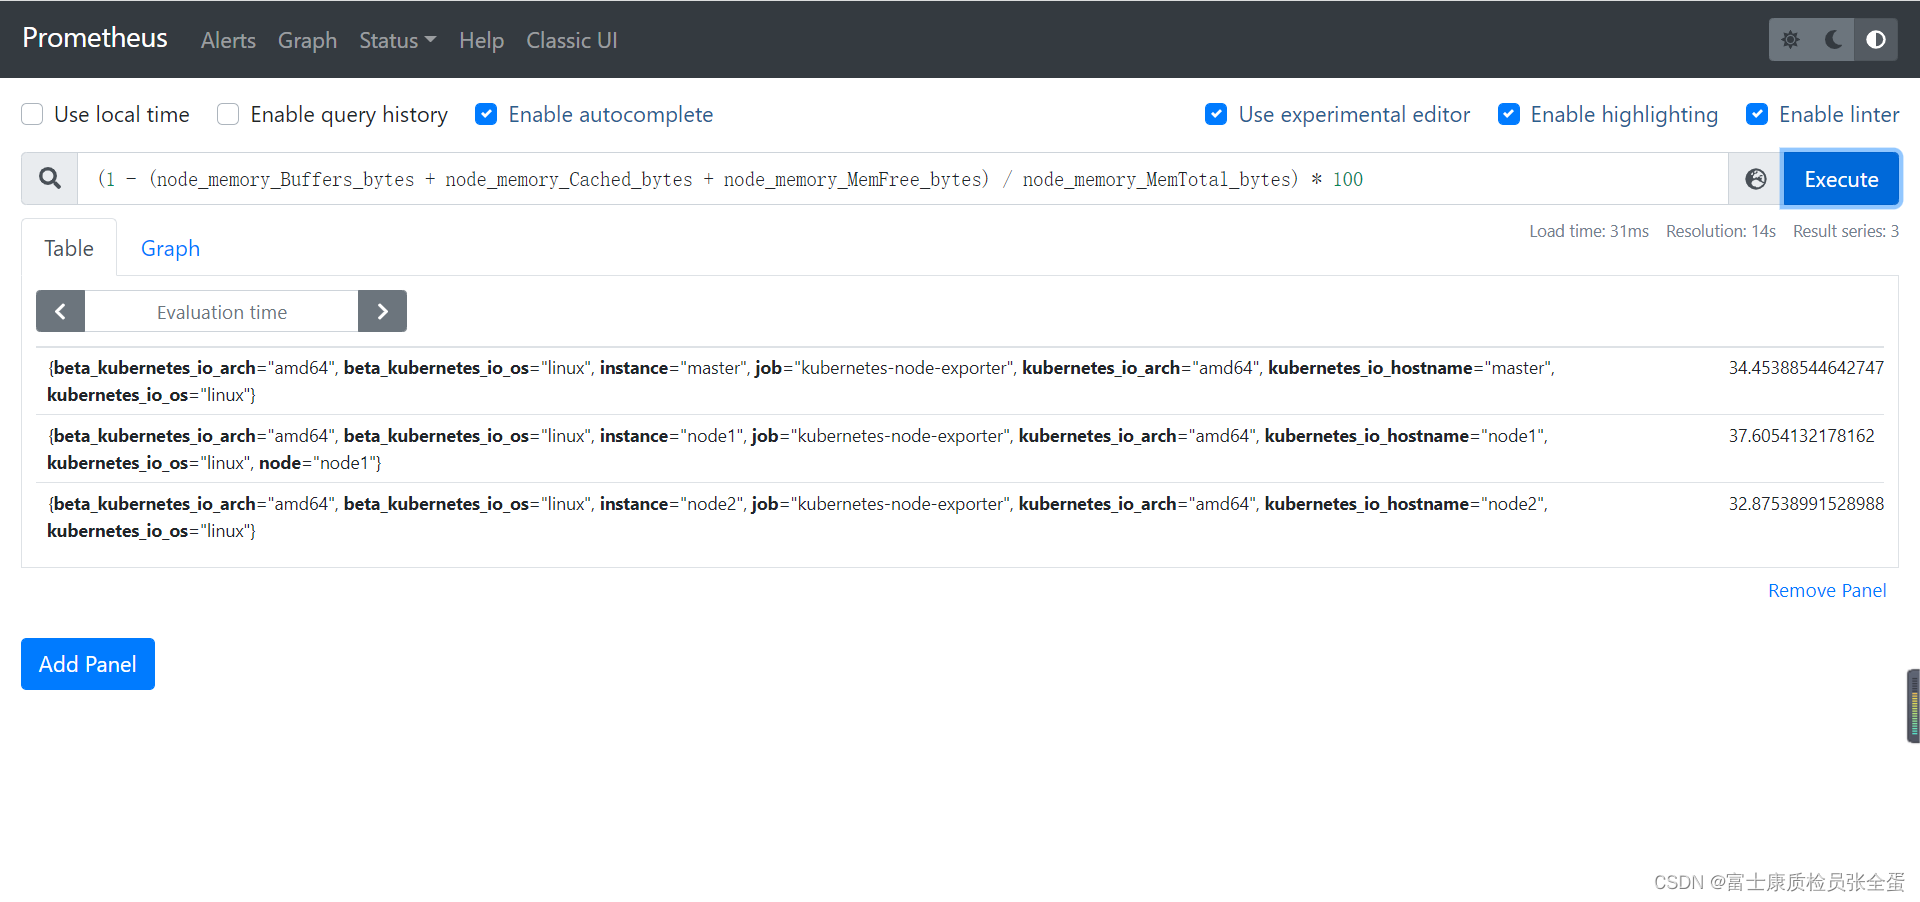 Prometheus Alerts Graph Status Help Classic UI
Use local time Enable query history Enable autocomplete Use experimental editor Enable highlighting Enable linter
(1 - (node_memory_Buffers_bytes + node_memory_Cached_bytes + node_memory_MemFree_bytes) / node_memory_MemTotal_bytes) * 100 Execute
Table Graph Load time: 31ms Resolution: 14s Result series: 3
Evaluation time
{beta_kubernetes_io_arch="amd64", beta_kubernetes_io_os="linux", instance="master", job="kubernetes-node-exporter", kubernetes_io_arch="amd64", kubernetes_io_hostname="master", 34.45388544642747
kubernetes_io_os="linux"}
{beta_kubernetes_io_arch="amd64", beta_kubernetes_io_os="linux", instance="node1", job="kubernetes-node-exporter", kubernetes_io_arch="amd64", kubernetes_io_hostname="node1", 37.6054132178162
kubernetes_io_os="linux", node="node1"}
{beta_kubernetes_io_arch="amd64", beta_kubernetes_io_os="linux", instance="node2", job="kubernetes-node-exporter", kubernetes_io_arch="amd64", kubernetes_io_hostname="node2", 32.87538991528988
kubernetes_io_os="linux"}
Remove Panel
Add Panel
CSDN @富士康质检员张全蛋